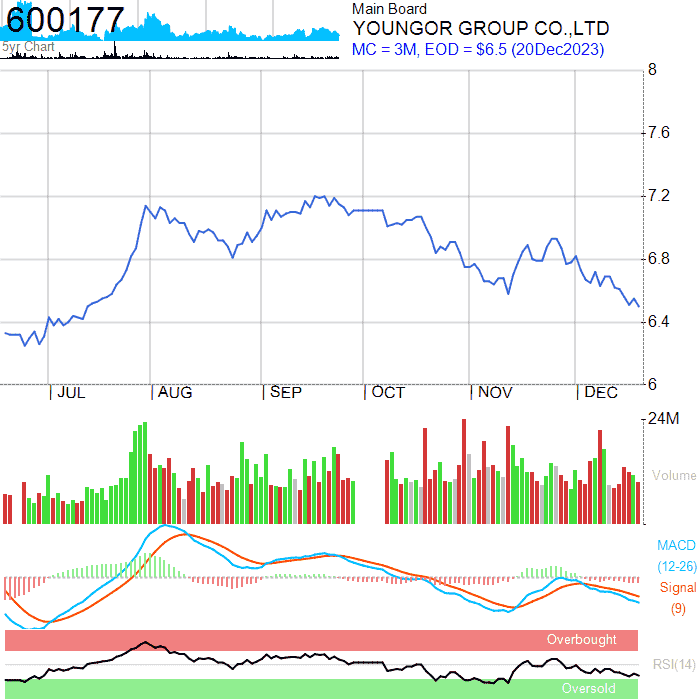 600177
5yr Chart
Main Board
YOUNGOR GROUP CO.,LTD
MC = 3M, EOD = $6.5 (20Dec2023)
8
7.6
7.2
6.8
6.4
6
JUL AUG SEP OCT NOV DEC
24M
Volume
MACD
(12-26)
Signal
(9)
Overbought
RSI(14)
Oversold